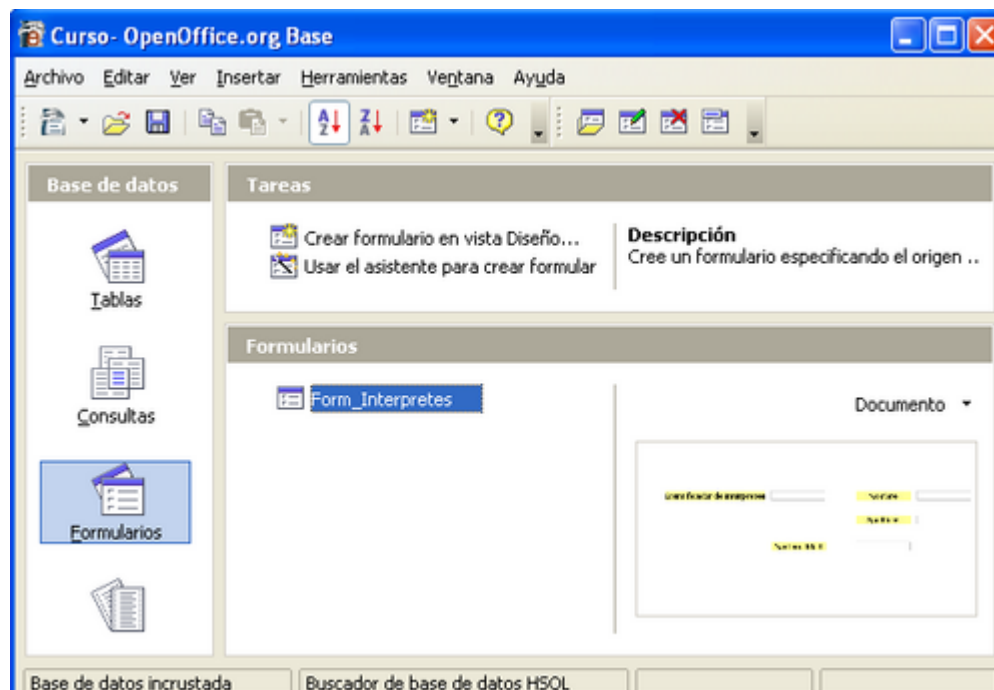 Curso- OpenOffice.org Base
Archivo Editar Ver Insertar Herramientas Ventana Ayuda
Base de datos
Tablas
Consultas
Formularios
Tareas
Crear formulario en vista Diseño...
Usar el asistente para crear formular
Descripción
Cree un formulario especificando el origen ..
Formularios
Form_Interpretes
Documento
Base de datos incrustada
Buscador de base de datos HSQL